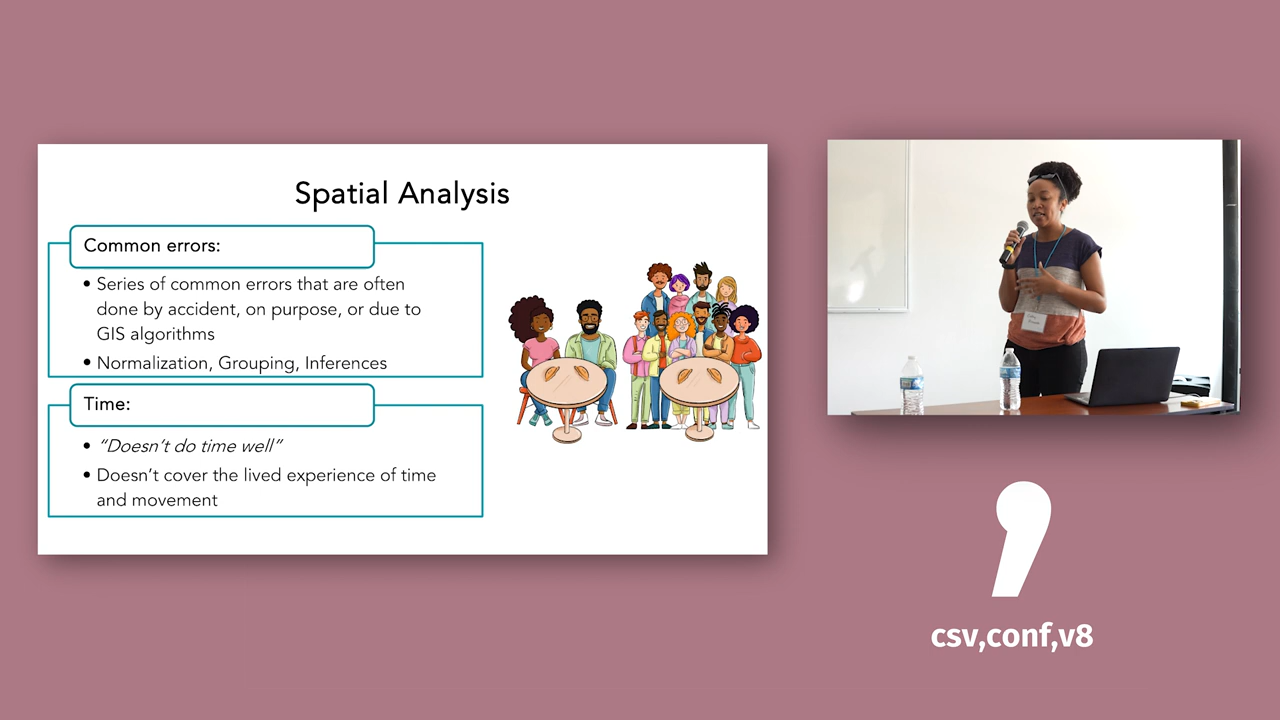 Spatial Analysis
Common errors:
• Series of common errors that are often
done by accident, on purpose, or due to
GIS algorithms
• Normalization, Grouping, Inferences
Time:
• “Doesn’t do time well”
• Doesn’t cover the lived experience of time
and movement
csv,conf,v8